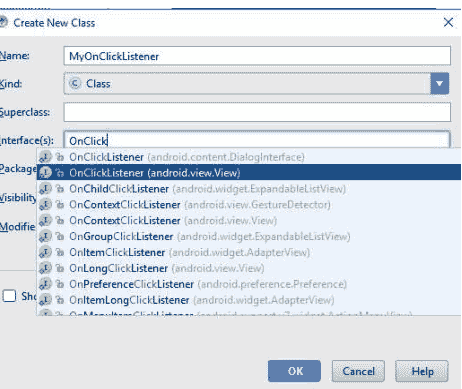 Create New Class
Name: MyOnClickListener
Kind: C Class
Superclass:
Interface(s): OnClick
OnClickListener (android.content.DialogInterface)
Packag
OnClickListener (android.view.View)
OnChildClickListener (android.widget.ExpandableListView)
Visibility
OnContextClickListener (android.view.GestureDetector)
OnContextClickListener (android.view.View)
Modifie
OnGroupClickListener (android.widget.ExpandableListView)
OnItemClickListener (android.widget.AdapterView)
OnLongClickListener (android.view.View)
OnPreferenceClickListener (android.preference.Preference)
Sho
OnItemLongClickListener (android.widget.AdapterView)
OK Cancel Help